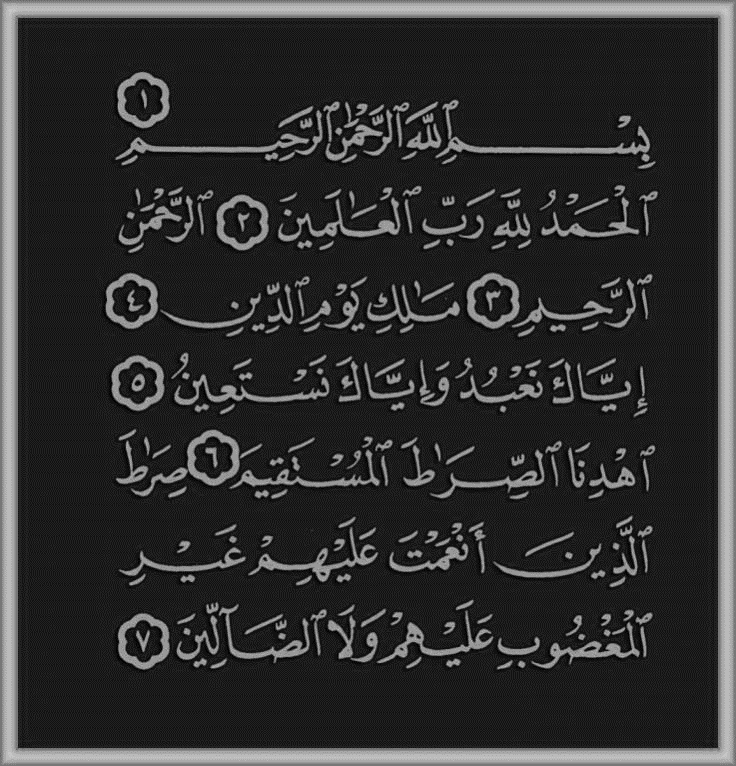 بِسْمِ ٱللَّهِ ٱلرَّحْمَٰنِ ٱلرَّحِيمِ ١
ٱلْحَمْدُ لِلَّهِ رَبِّ ٱلْعَٰلَمِينَ ٢ ٱلرَّحْمَٰنِ
ٱلرَّحِيمِ ٣ مَٰلِكِ يَوْمِ ٱلدِّينِ ٤
إِيَّاكَ نَعْبُدُ وَإِيَّاكَ نَسْتَعِينُ ٥
ٱهْدِنَا ٱلصِّرَٰطَ ٱلْمُسْتَقِيمَ ٦ صِرَٰطَ
ٱلَّذِينَ أَنْعَمْتَ عَلَيْهِمْ غَيْرِ
ٱلْمَغْضُوبِ عَلَيْهِمْ وَلَا ٱلضَّآلِّينَ ٧